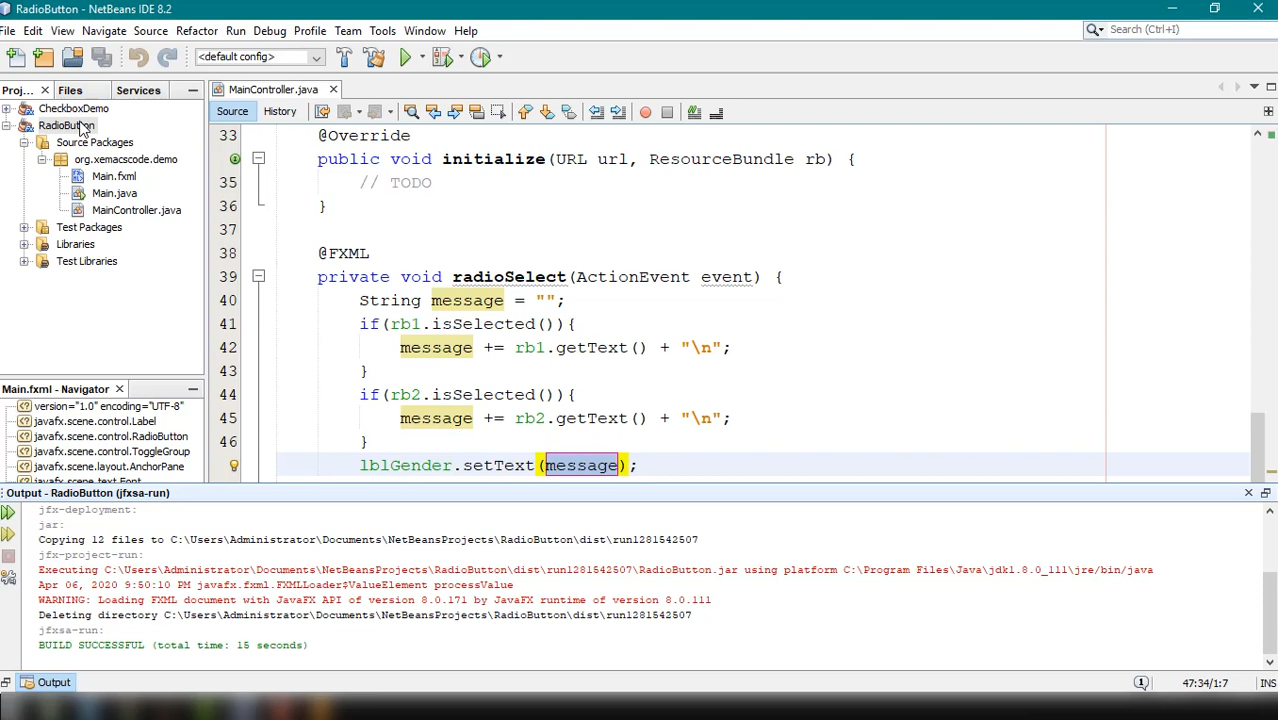 RadioButton - NetBeans IDE 8.2
File Edit View Navigate Source Refactor Run Debug Profile Team Tools Window Help
Search (Ctrl+I)
<default config>
Proj... Files Services
MainController.java
CheckboxDemo
RadioButton
Source Packages
org.xemacscode.demo
Main.fxml
Main.java
MainController.java
Test Packages
Libraries
Test Libraries
Source History
33 @Override
public void initialize(URL url, ResourceBundle rb) {
35 // TODO
36 }
37
38 @FXML
39 private void radioSelect(ActionEvent event) {
40 String message = "";
41 if(rb1.isSelected()){
42 message += rb1.getText() + "\n";
43 }
44 if(rb2.isSelected()){
45 message += rb2.getText() + "\n";
46 }
lblGender.setText(message);
Main.fxml - Navigator
version="1.0" encoding="UTF-8"
javafx.scene.control.Label
javafx.scene.control.RadioButton
javafx.scene.control.ToggleGroup
javafx.scene.layout.AnchorPane
javafx.scene.text.Font
Output - RadioButton (jfxsa-run)
jfx-deployment:
jar:
Copying 12 files to C:\Users\Administrator\Documents\NetBeansProjects\RadioButton\dist\run1281542507
jfx-project-run:
Executing C:\Users\Administrator\Documents\NetBeansProjects\RadioButton\dist\run1281542507\RadioButton.jar using platform C:\Program Files\Java\jdk1.8.0_111\jre/bin/java
Apr 06, 2020 9:50:10 PM javafx.fxml.FXMLLoader$ValueElement processValue
WARNING: Loading FXML document with JavaFX API of version 8.0.171 by JavaFX runtime of version 8.0.111
Deleting directory C:\Users\Administrator\Documents\NetBeansProjects\RadioButton\dist\run1281542507
jfxsa-run:
BUILD SUCCESSFUL (total time: 15 seconds)
Output
1 47:34/1:7 INS